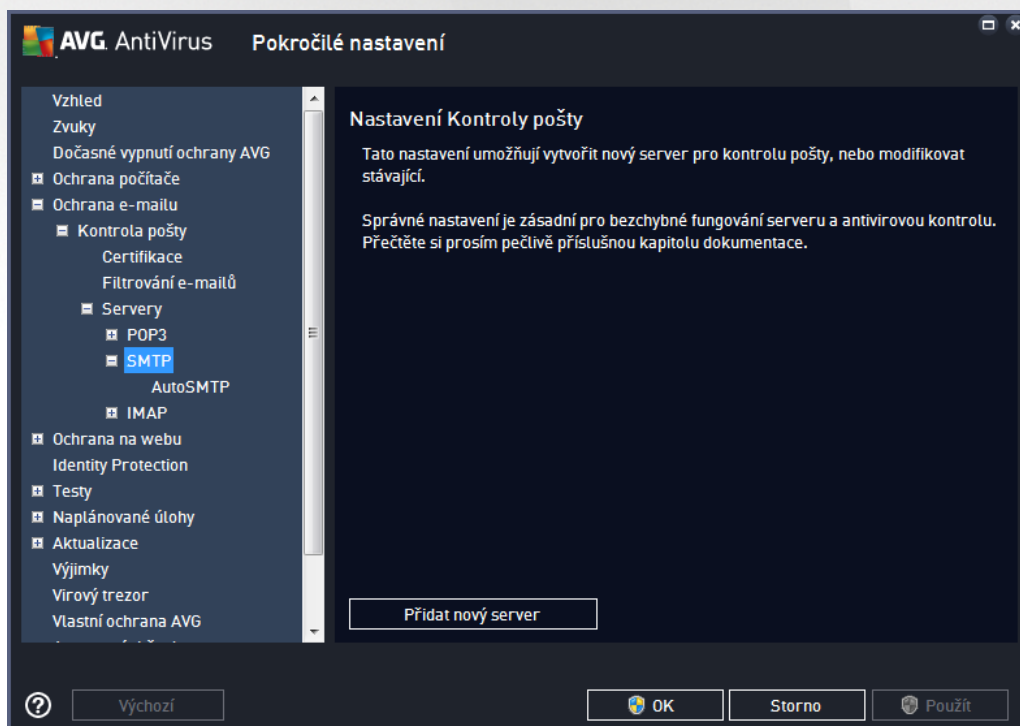 AVG. AntiVirus Pokročilé nastavení
Vzhled
Zvuky
Dočasné vypnutí ochrany AVG
Ochrana počítače
Ochrana e-mailu
Kontrola pošty
Certifikace
Filtrování e-mailů
Servery
POP3
SMTP
AutoSMTP
IMAP
Ochrana na webu
Identity Protection
Testy
Naplánované úlohy
Aktualizace
Výjimky
Virový trezor
Vlastní ochrana AVG
Nastavení Kontroly pošty
Tato nastavení umožňují vytvořit nový server pro kontrolu pošty, nebo modifikovat
stávající.
Správné nastavení je zásadní pro bezchybné fungování serveru a antivirovou kontrolu.
Přečtěte si prosím pečlivě příslušnou kapitolu dokumentace.
Přidat nový server
Výchozí
OK
Storno
Použít